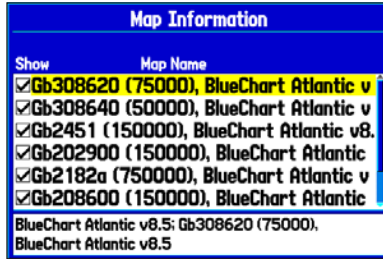 Map Information
Show Map Name
Gb308620 (75000), BlueChart Atlantic v
Gb308640 (50000), BlueChart Atlantic v
Gb2451 (150000), BlueChart Atlantic v8.
Gb202900 (150000), BlueChart Atlantic
Gb2182a (750000), BlueChart Atlantic v
Gb208600 (150000), BlueChart Atlantic
BlueChart Atlantic v8.5; Gb308620 (75000),
BlueChart Atlantic v8.5